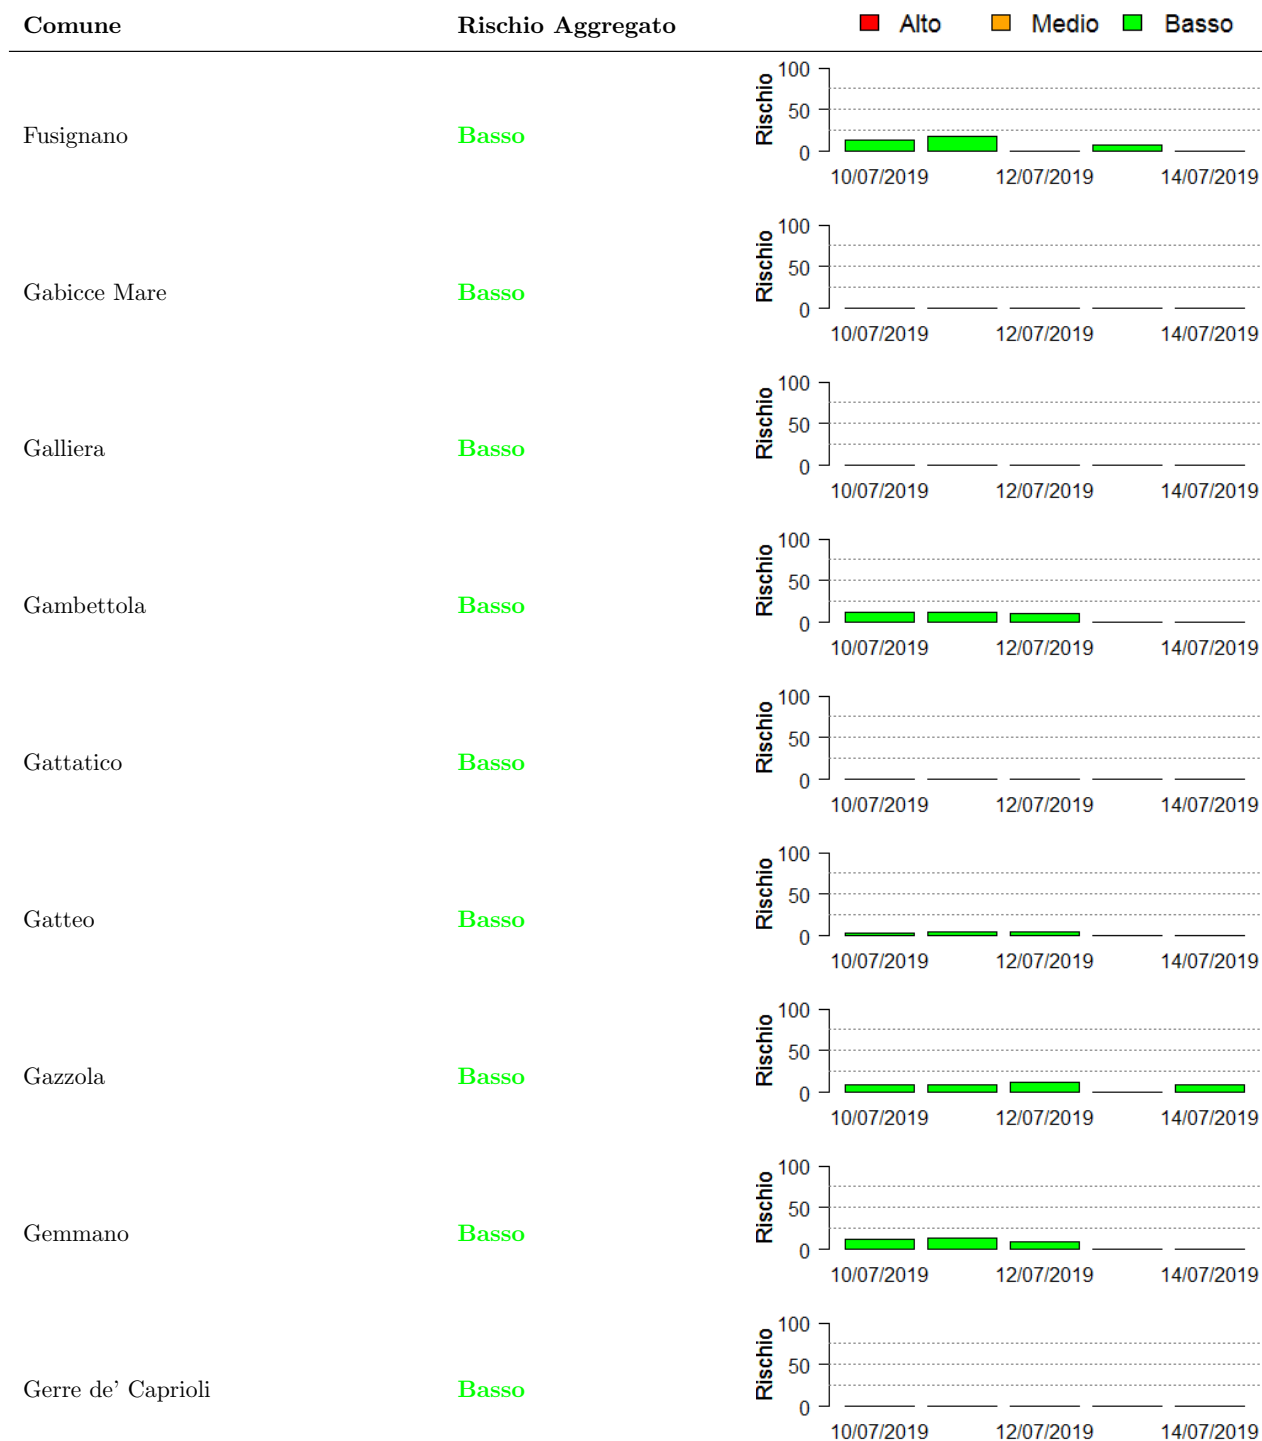 Comune Rischio Aggregato Alto Medio Basso
Fusignano Basso
Rischio
100
50
0
10/07/2019 12/07/2019 14/07/2019
Gabicce Mare Basso
Rischio
100
50
0
10/07/2019 12/07/2019 14/07/2019
Galliera Basso
Rischio
100
50
0
10/07/2019 12/07/2019 14/07/2019
Gambettola Basso
Rischio
100
50
0
10/07/2019 12/07/2019 14/07/2019
Gattatico Basso
Rischio
100
50
0
10/07/2019 12/07/2019 14/07/2019
Gatteo Basso
Rischio
100
50
0
10/07/2019 12/07/2019 14/07/2019
Gazzola Basso
Rischio
100
50
0
10/07/2019 12/07/2019 14/07/2019
Gemmano Basso
Rischio
100
50
0
10/07/2019 12/07/2019 14/07/2019
Gerre de' Caprioli Basso
Rischio
100
50
0
10/07/2019 12/07/2019 14/07/2019